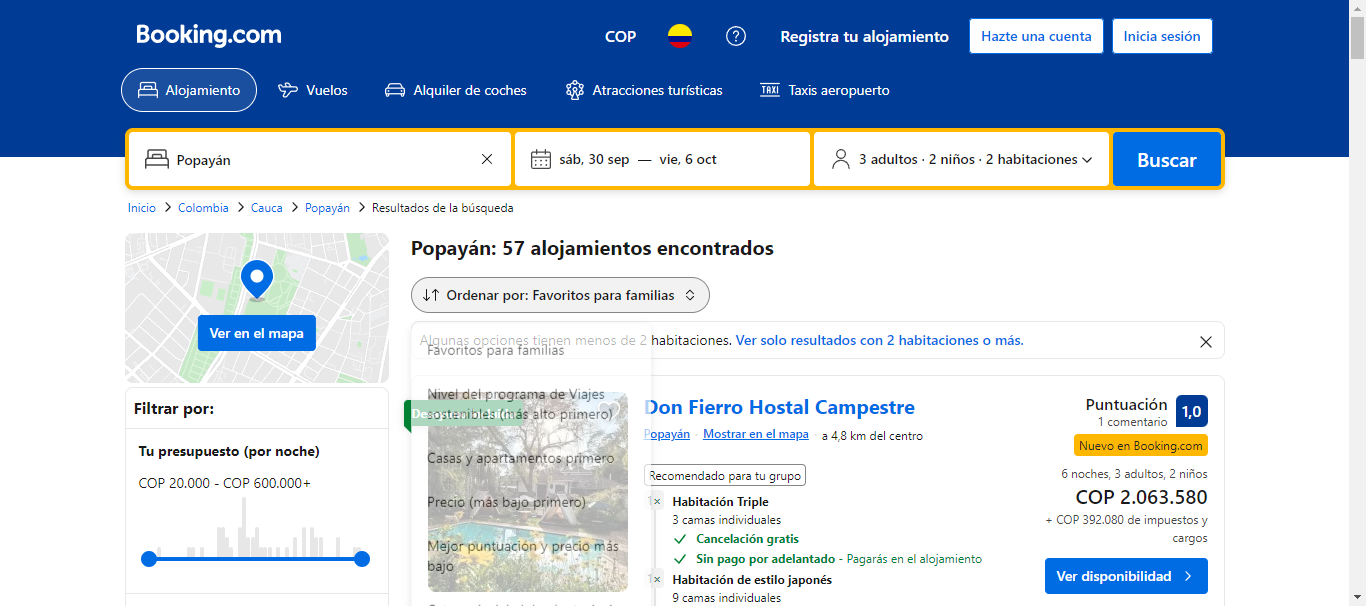 Booking.com
COP
Registra tu alojamiento
Hazte una cuenta
Inicia sesión
Alojamiento
Vuelos
Alquiler de coches
Atracciones turísticas
TAXI Taxis aeropuerto
Popayán
sáb, 30 sep — vie, 6 oct
3 adultos · 2 niños · 2 habitaciones
Buscar
Inicio > Colombia > Cauca > Popayán > Resultados de la búsqueda
Ver en el mapa
Filtrar por:
Tu presupuesto (por noche)
COP 20.000 - COP 600.000+
Popayán: 57 alojamientos encontrados
Ordenar por: Favoritos para familias
Algunas opciones tienen menos de 2 habitaciones. Ver solo resultados con 2 habitaciones o más.
Favoritos para familias
Nivel del programa de Viajes
sostenibles (más alto primero)
Casas y apartamentos primero
Precio (más bajo primero)
Mejor puntuación y precio más
bajo
Don Fierro Hostal Campestre
Popayán · Mostrar en el mapa · a 4,8 km del centro
Recomendado para tu grupo
1× Habitación Triple
3 camas individuales
Cancelación gratis
Sin pago por adelantado - Pagarás en el alojamiento
1× Habitación de estilo japonés
9 camas individuales
Puntuación
1 comentario
1,0
Nuevo en Booking.com
6 noches, 3 adultos, 2 niños
COP 2.063.580
+ COP 392.080 de impuestos y
cargos
Ver disponibilidad